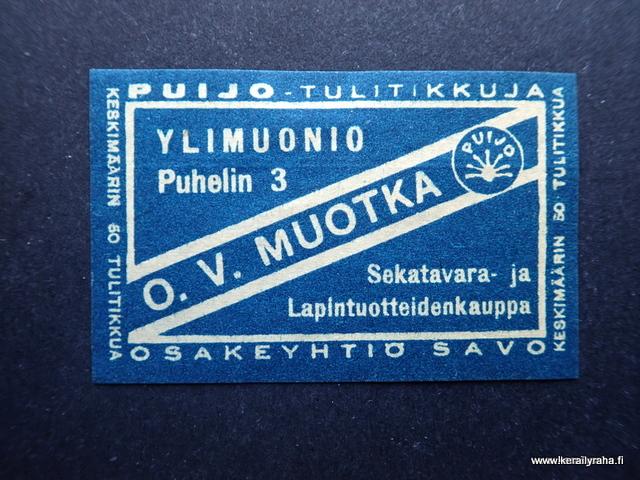 PUIJO - TULITIKKUJA
KESKIMÄÄRIN 50 TULITIKKUA
YLIMUONIO
Puhelin 3
PUIJO
O. V. MUOTKA
Sekatavara- ja
Lapintuotteidenkauppa
KESKIMÄÄRIN 50 TULITIKKUA
OSAKEYHTIÖ SAVO
www.kerailyraha.fi